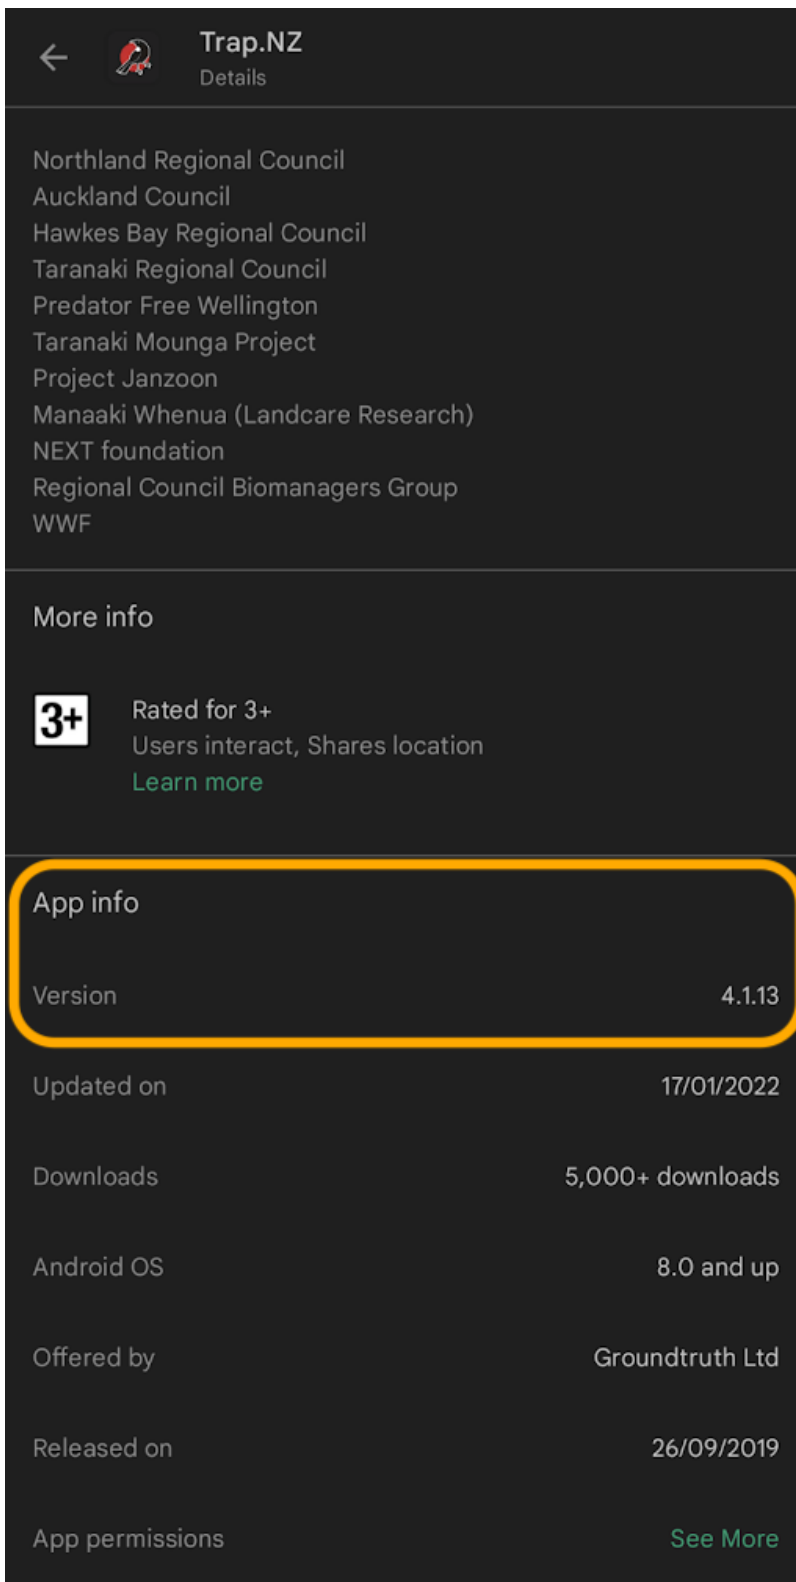 Trap.NZ
Details
Northland Regional Council
Auckland Council
Hawkes Bay Regional Council
Taranaki Regional Council
Predator Free Wellington
Taranaki Mounga Project
Project Janzoon
Manaaki Whenua (Landcare Research)
NEXT foundation
Regional Council Biomanagers Group
WWF
More info
3+
Rated for 3+
Users interact, Shares location
Learn more
App info
Version 4.1.13
Updated on 17/01/2022
Downloads 5,000+ downloads
Android OS 8.0 and up
Offered by Groundtruth Ltd
Released on 26/09/2019
App permissions See More